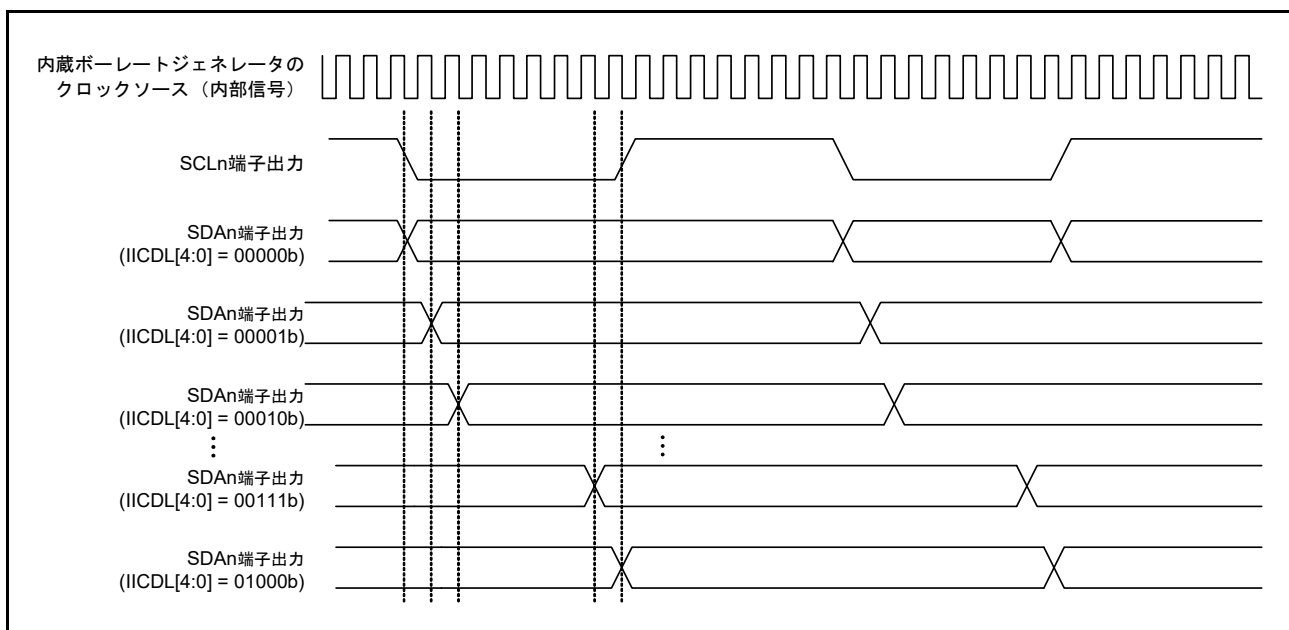 内蔵ボーレートジェネレータの
クロックソース（内部信号）
SCLn端子出力
SDAn端子出力
(IICDL[4:0] = 00000b)
SDAn端子出力
(IICDL[4:0] = 00001b)
SDAn端子出力
(IICDL[4:0] = 00010b)
SDAn端子出力
(IICDL[4:0] = 00111b)
SDAn端子出力
(IICDL[4:0] = 01000b)